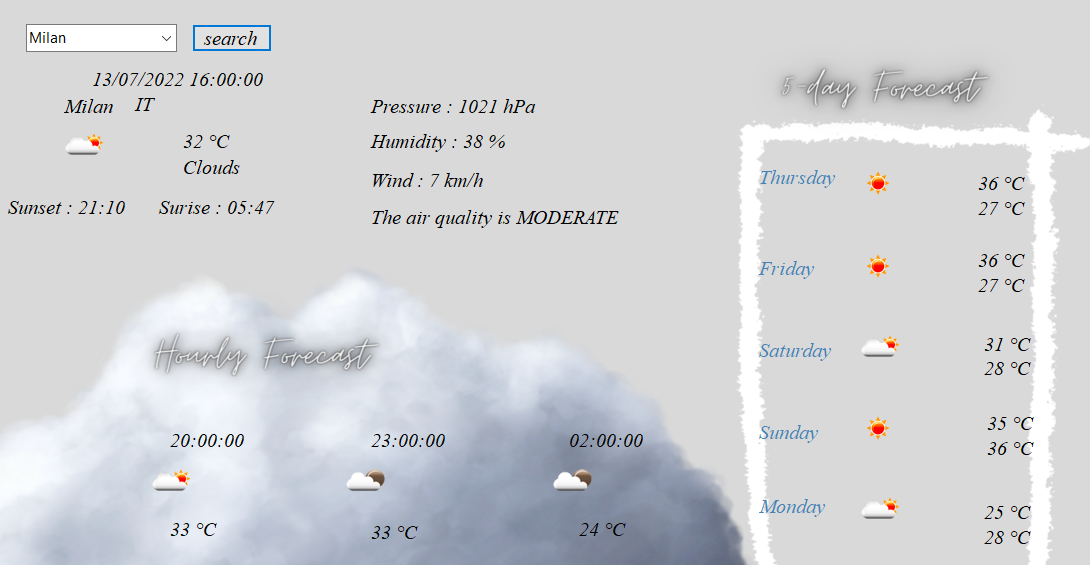 Milan
search
13/07/2022 16:00:00
Milan IT
32 °C
Clouds
Sunset : 21:10 Surise : 05:47
Pressure : 1021 hPa
Humidity : 38 %
Wind : 7 km/h
The air quality is MODERATE
Hourly Forecast
20:00:00 23:00:00 02:00:00
33 °C 33 °C 24 °C
5-day Forecast
Thursday 36 °C
27 °C
Friday 36 °C
27 °C
Saturday 31 °C
28 °C
Sunday 35 °C
36 °C
Monday 25 °C
28 °C